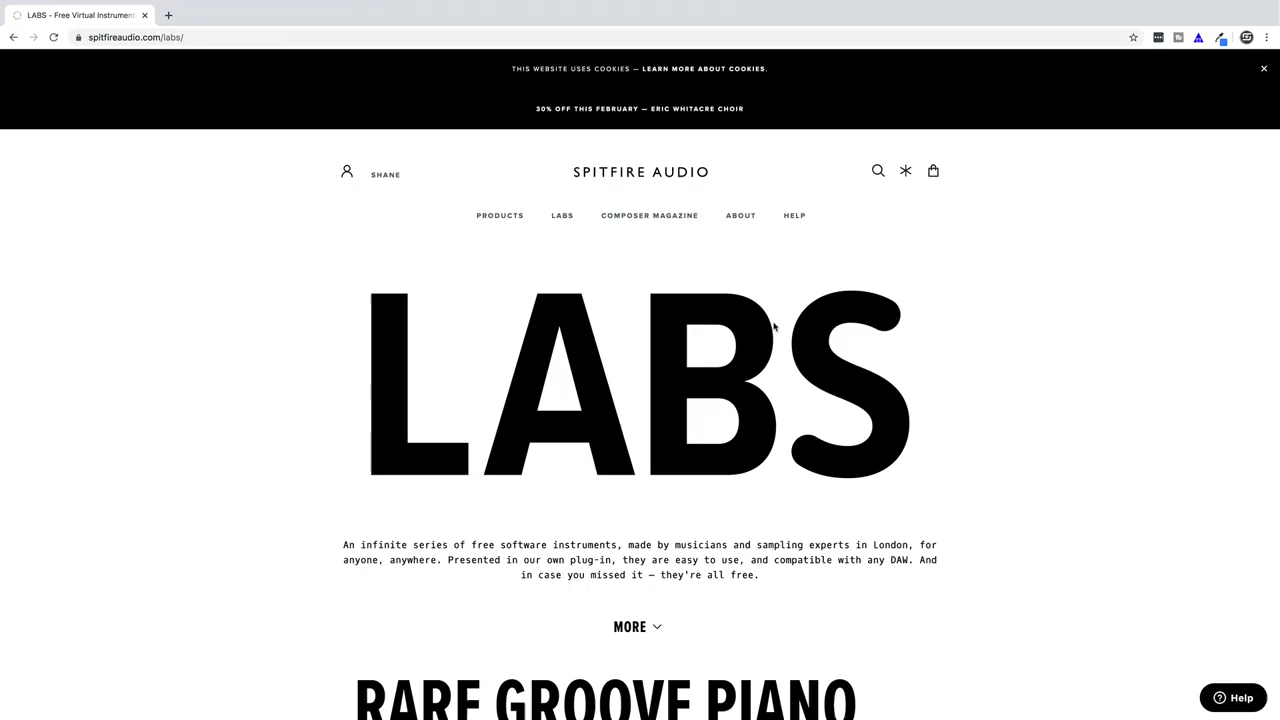 LABS - Free Virtual Instrument
spitfireaudio.com/labs/
THIS WEBSITE USES COOKIES — LEARN MORE ABOUT COOKIES.
30% OFF THIS FEBRUARY — ERIC WHITACRE CHOIR
SHANE
SPITFIRE AUDIO
PRODUCTS LABS COMPOSER MAGAZINE ABOUT HELP
LABS
An infinite series of free software instruments, made by musicians and sampling experts in London, for
anyone, anywhere. Presented in our own plug-in, they are easy to use, and compatible with any DAW. And
in case you missed it – they're all free.
MORE
RARE GROOVE PIANO
Help